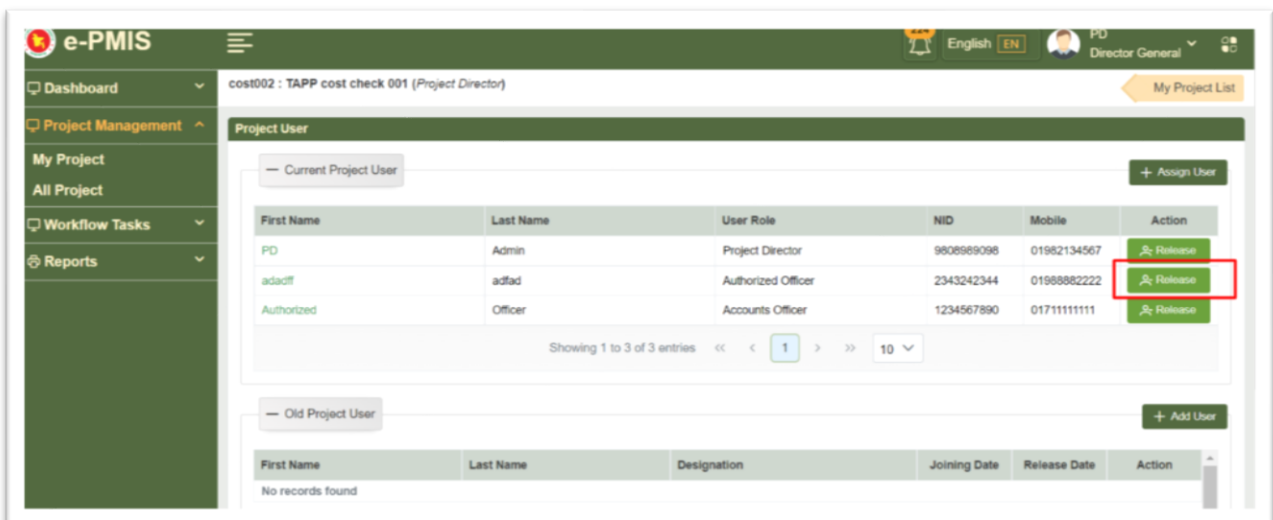 e-PMIS
224
English EN
PD
Director General
Dashboard
cost002 : TAPP cost check 001 (Project Director)
My Project List
Project Management
Project User
My Project
All Project
Workflow Tasks
Reports
Current Project User
+ Assign User
First Name Last Name User Role NID Mobile Action
PD Admin Project Director 9808989098 01982134567 Release
adadff adfad Authorized Officer 2343242344 01988882222 Release
Authorized Officer Accounts Officer 1234567890 01711111111 Release
Showing 1 to 3 of 3 entries << < 1 > >> 10
Old Project User
+ Add User
First Name Last Name Designation Joining Date Release Date Action
No records found